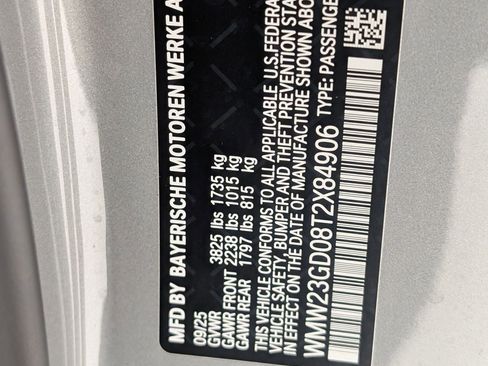 MFD BY BAYERISCHE MOTOREN WERKE A
09/25
GVWR 3825 lbs 1735 kg
GAWR FRONT 2238 lbs 1015 kg
GAWR REAR 1797 lbs 815 kg
THIS VEHICLE CONFORMS TO ALL APPLICABLE U.S.FEDERA
VEHICLE SAFETY, BUMPER AND THEFT PREVENTION STA
IN EFFECT ON THE DATE OF MANUFACTURE SHOWN ABO
WMW23GD08T2X84906 TYPE: PASSENGE